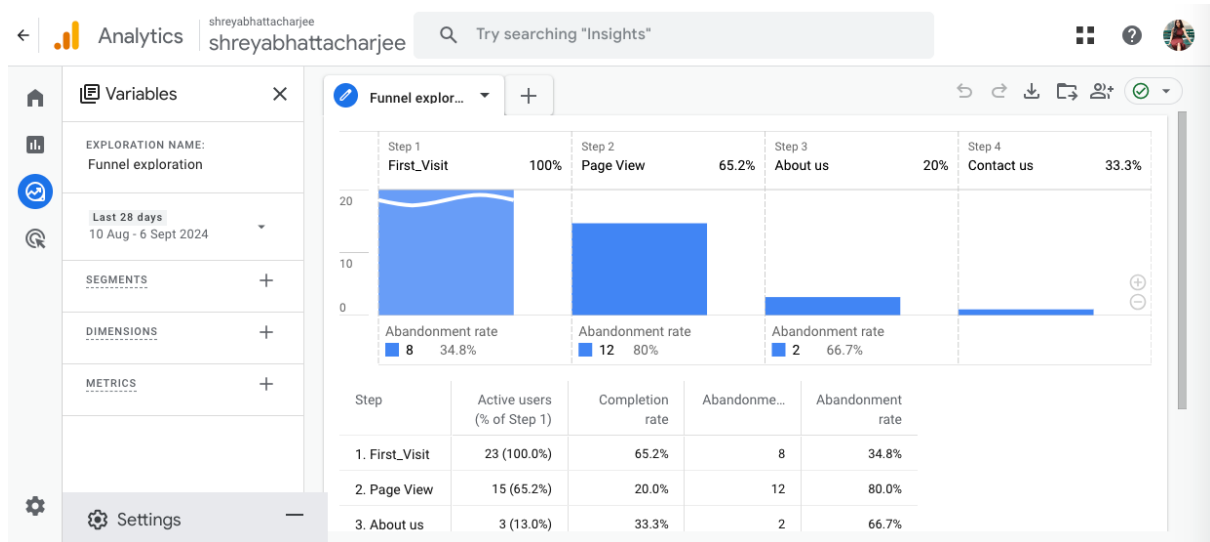 shreyabhattacharjee
Analytics
shreyabhattacharjee
Try searching "Insights"
Variables
EXPLORATION NAME:
Funnel exploration
Last 28 days
10 Aug - 6 Sept 2024
SEGMENTS
DIMENSIONS
METRICS
Settings
Funnel explor...
Step 1
First_Visit 100%
Step 2
Page View 65.2%
Step 3
About us 20%
Step 4
Contact us 33.3%
20
10
0
Abandonment rate
8 34.8%
Abandonment rate
12 80%
Abandonment rate
2 66.7%
Step Active users (% of Step 1) Completion rate Abandonme... Abandonment rate
1. First_Visit 23 (100.0%) 65.2% 8 34.8%
2. Page View 15 (65.2%) 20.0% 12 80.0%
3. About us 3 (13.0%) 33.3% 2 66.7%